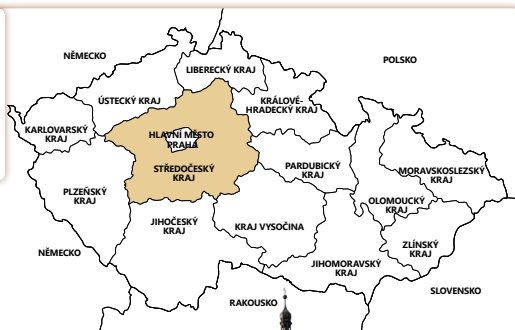 NĚMECKO
POLSKO
LIBERECKÝ KRAJ
ÚSTECKÝ KRAJ
KRÁLOVÉ-
HRADECKÝ KRAJ
KARLOVARSKÝ
KRAJ
HLAVNÍ MĚSTO
PRAHA
STŘEDOČESKÝ
KRAJ
PARDUBICKÝ
KRAJ
MORAVSKOSLEZSKÝ
KRAJ
PLZEŇSKÝ
KRAJ
OLOMOUCKÝ
KRAJ
JIHOČESKÝ
KRAJ
KRAJ VYSOČINA
ZLÍNSKÝ
KRAJ
NĚMECKO
JIHOMORAVSKÝ
KRAJ
SLOVENSKO
RAKOUSKO